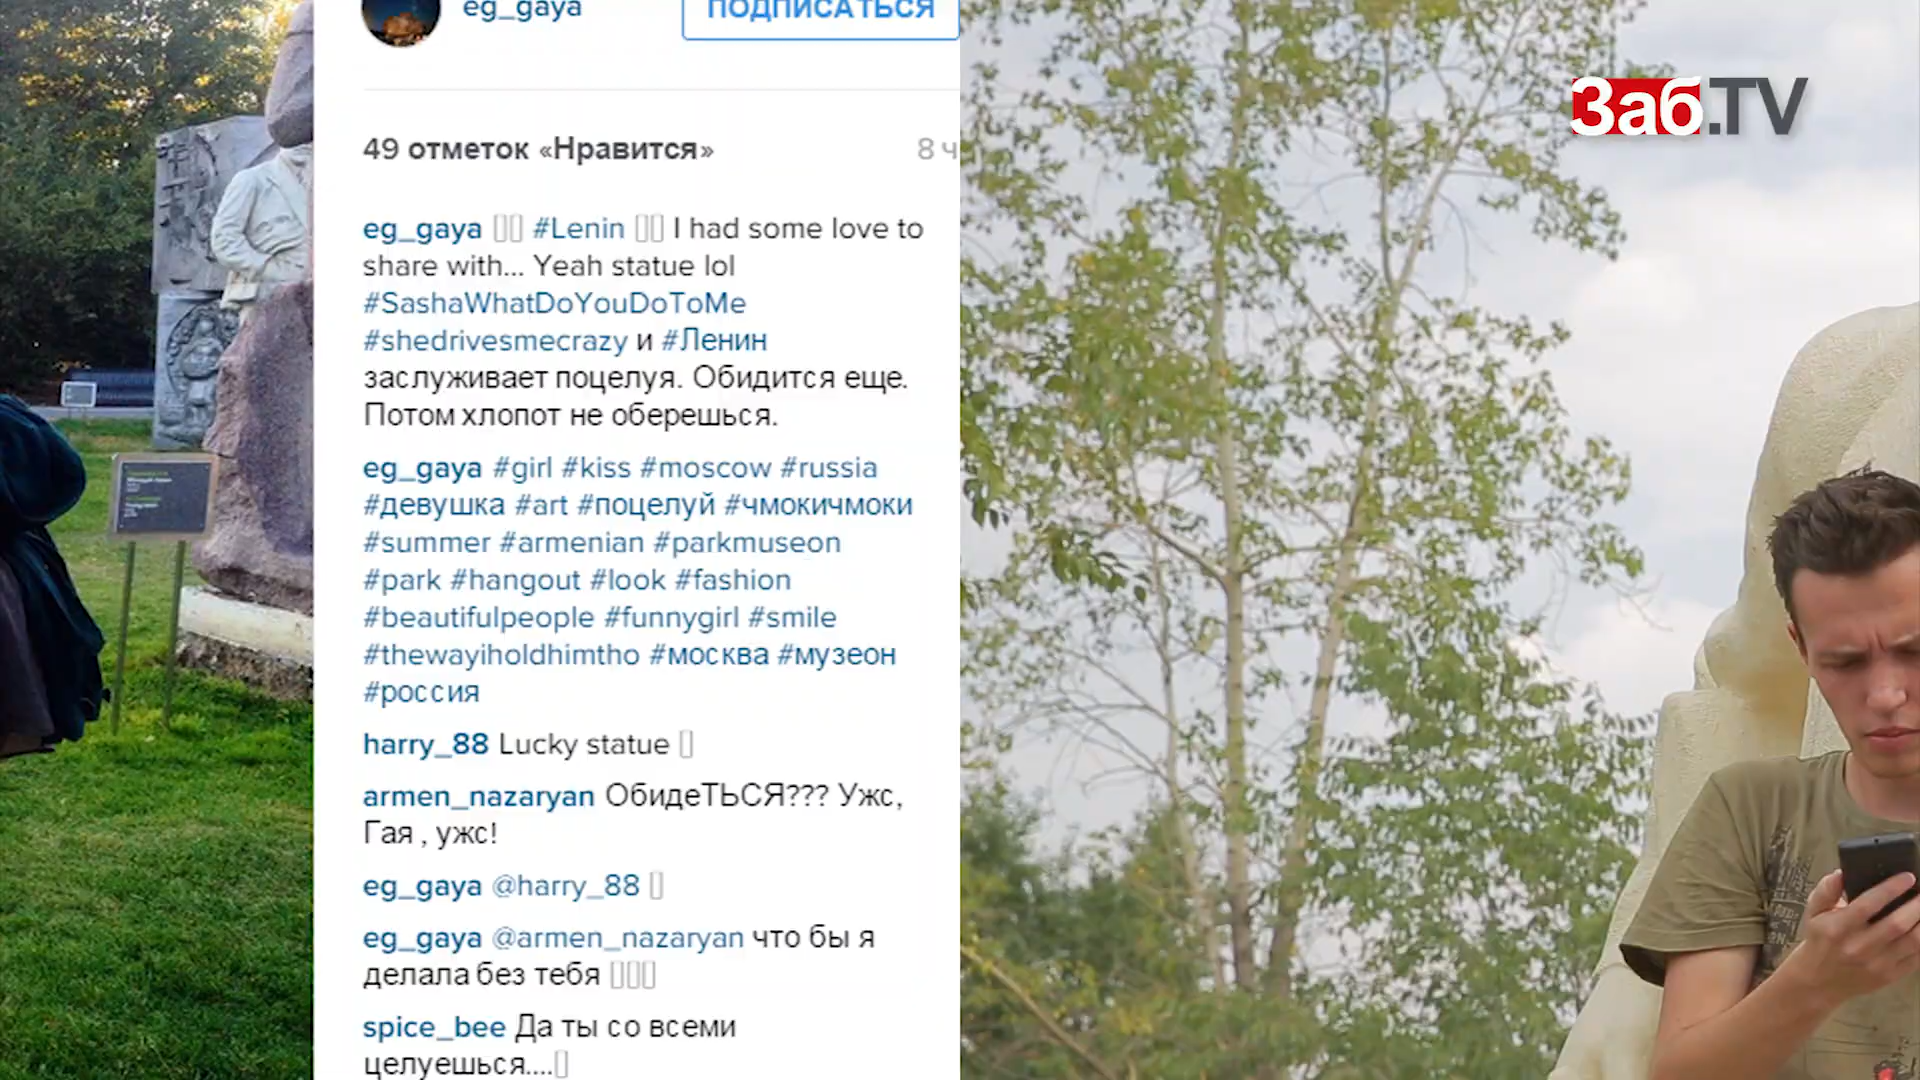 eg_gaya
ПОДПИСАТЬСЯ
49 отметок «Нравится»
8 ч
eg_gaya #Lenin I had some love to
share with... Yeah statue lol
#SashaWhatDoYouDoToMe
#shedrivesmecrazy и #Ленин
заслуживает поцелуя. Обидится еще.
Потом хлопот не оберешься.
eg_gaya #girl #kiss #moscow #russia
#девушка #art #поцелуй #чмокичмоки
#summer #armenian #parkmuseon
#park #hangout #look #fashion
#beautifulpeople #funnygirl #smile
#thewayiholdhimtho #москва #музеон
#россия
harry_88 Lucky statue
armen_nazaryan ОбидеТЬСЯ??? Ужс,
Гая , ужс!
eg_gaya @harry_88
eg_gaya @armen_nazaryan что бы я
делала без тебя
spice_bee Да ты со всеми
целуешься....
Заб.TV